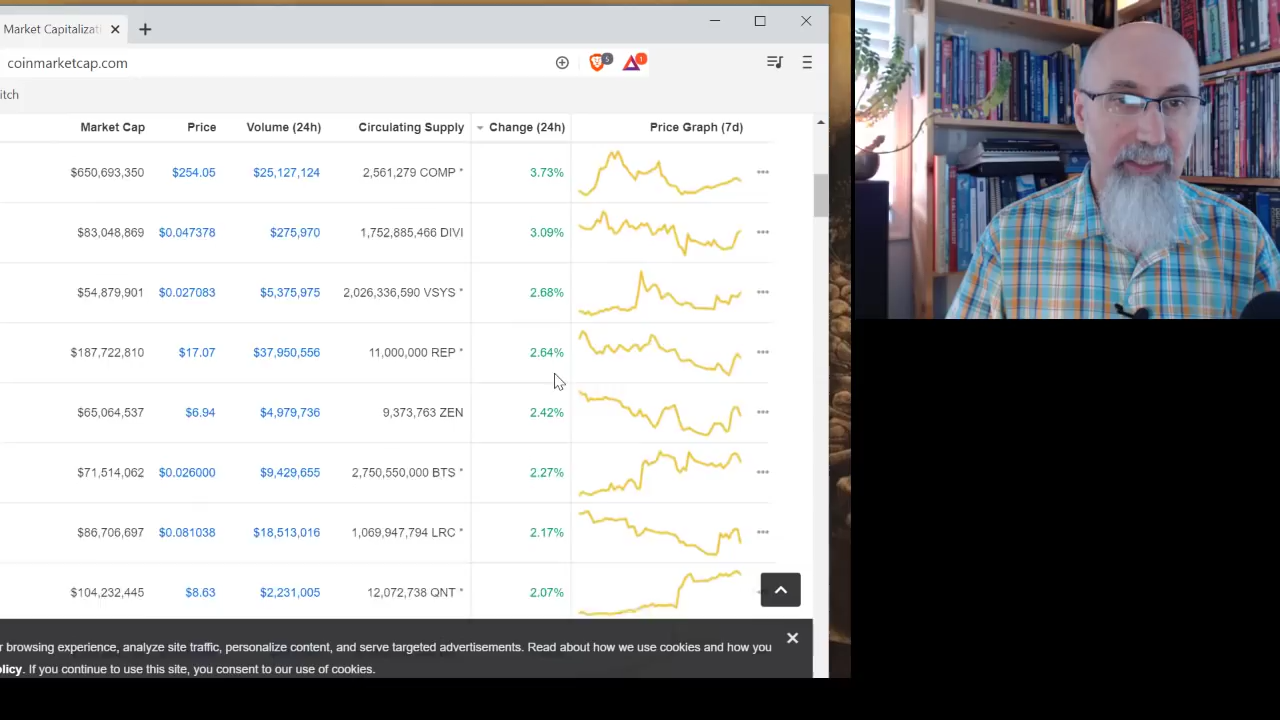 Market Capitalizati
coinmarketcap.com
5
1
itch
Market Cap Price Volume (24h) Circulating Supply Change (24h) Price Graph (7d)
$650,693,350 $254.05 $25,127,124 2,561,279 COMP * 3.73%
$83,048,869 $0.047378 $275,970 1,752,885,466 DIVI 3.09%
$54,879,901 $0.027083 $5,375,975 2,026,336,590 VSYS * 2.68%
$187,722,810 $17.07 $37,950,556 11,000,000 REP * 2.64%
$65,064,537 $6.94 $4,979,736 9,373,763 ZEN 2.42%
$71,514,062 $0.026000 $9,429,655 2,750,550,000 BTS * 2.27%
$86,706,697 $0.081038 $18,513,016 1,069,947,794 LRC * 2.17%
$104,232,445 $8.63 $2,231,005 12,072,738 QNT * 2.07%
r browsing experience, analyze site traffic, personalize content, and serve targeted advertisements. Read about how we use cookies and how you
olicy. If you continue to use this site, you consent to our use of cookies.